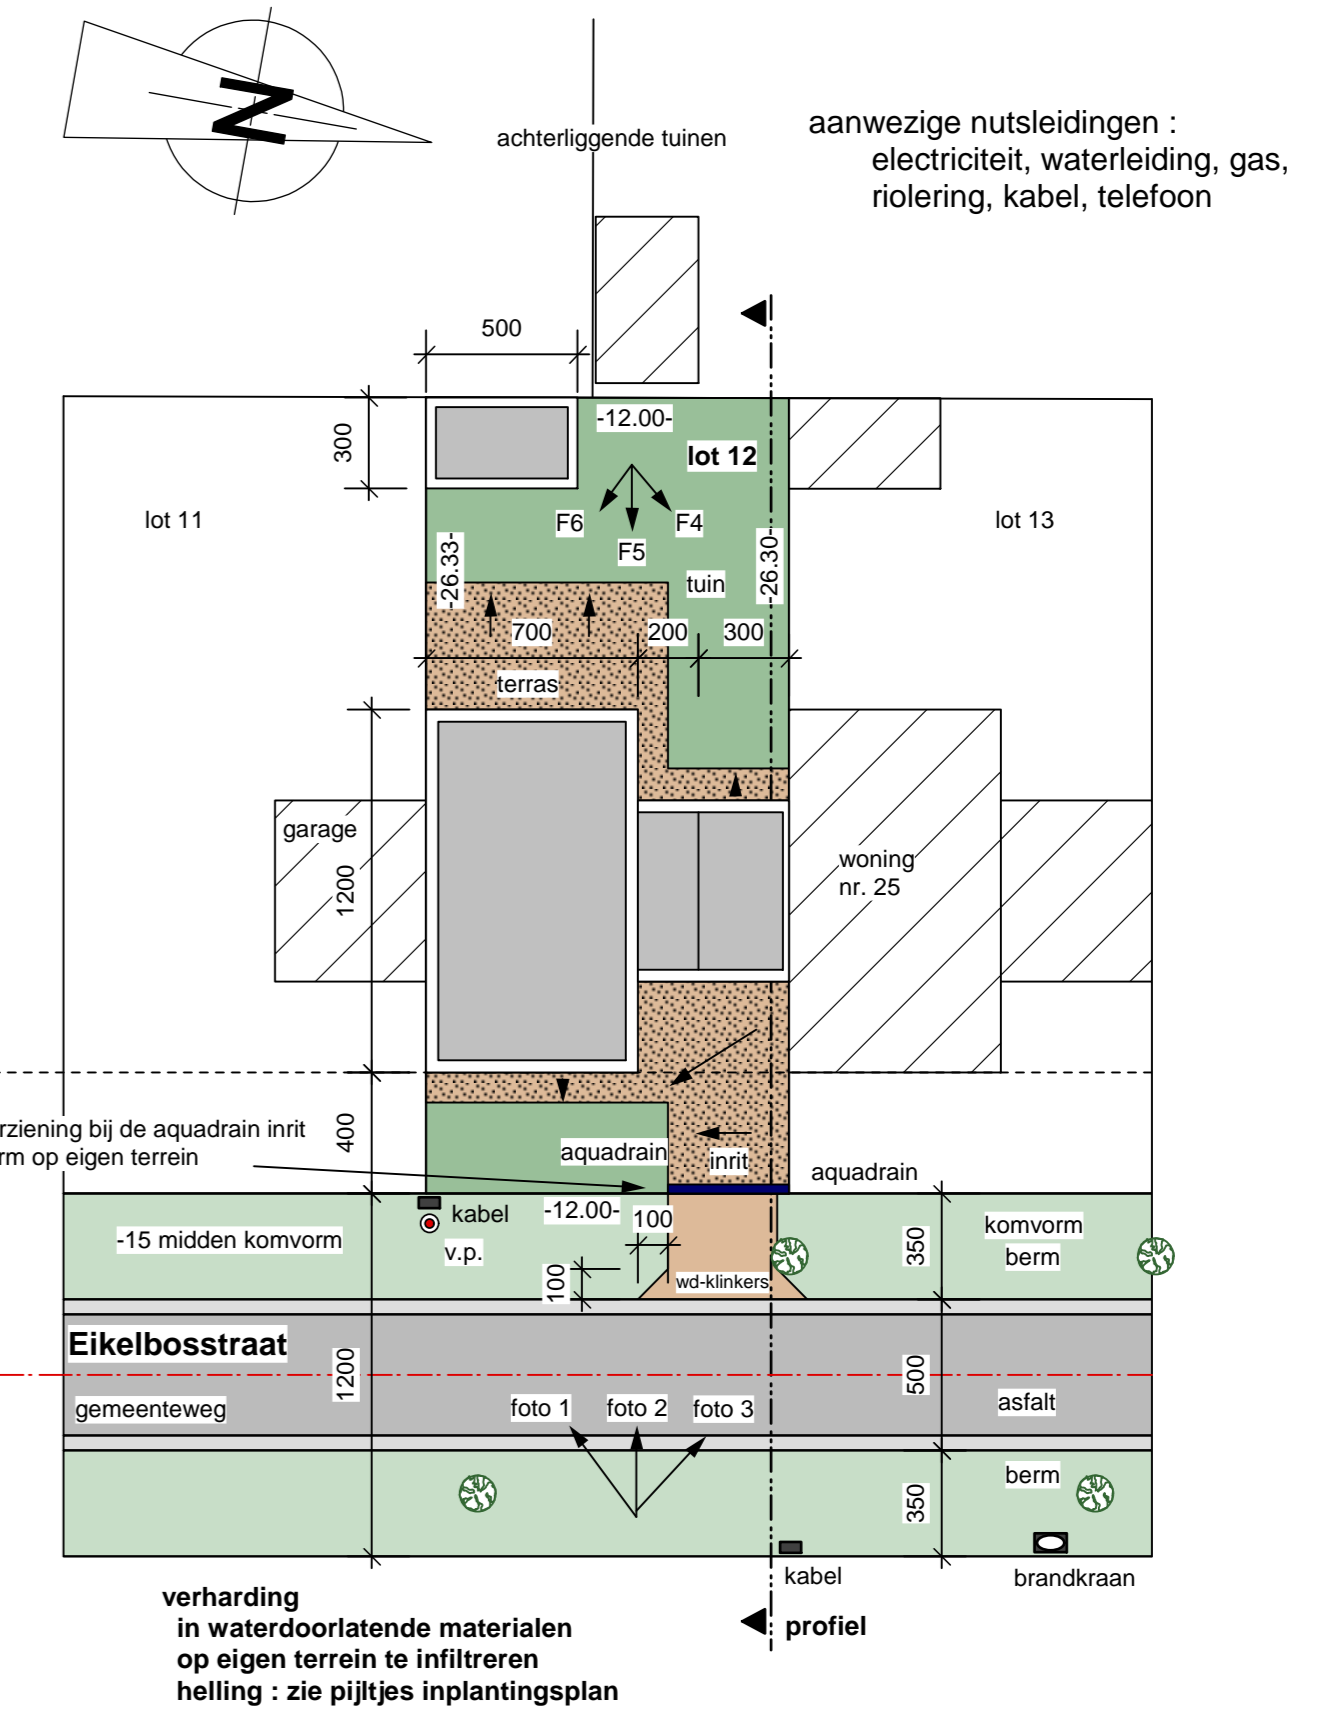 N
achterliggende tuinen
aanwezige nutsleidingen :
electriciteit, waterleiding, gas,
riolering, kabel, telefoon
500
300
-12.00-
lot 12
lot 11
lot 13
F6
F4
F5
-26.33-
-26.30-
tuin
700
200
300
terras
garage
1200
woning
nr. 25
rziening bij de aquadrain inrit
rm op eigen terrein
400
aquadrain
inrit
aquadrain
kabel
-12.00-
v.p.
100
-15 midden komvorm
komvorm
berm
350
100
wd-klinkers
Eikelbosstraat
1200
500
gemeenteweg
foto 1
foto 2
foto 3
asfalt
berm
350
kabel
brandkraan
verharding
in waterdoorlatende materialen
op eigen terrein te infiltreren
helling : zie pijltjes inplantingsplan
profiel